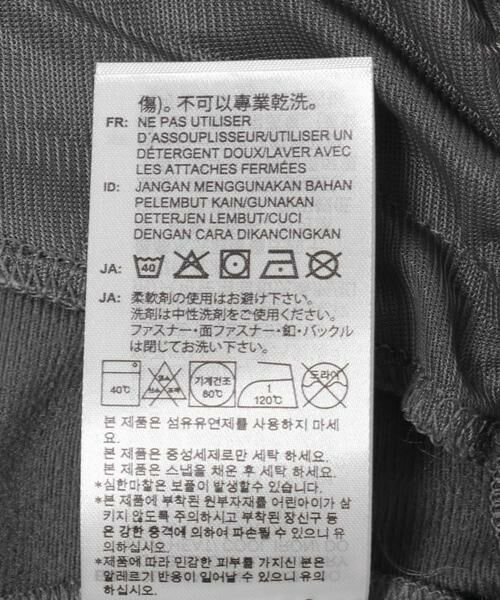 傷)。不可以專業乾洗。
FR: NE PAS UTILISER
D'ASSOUPLISSEUR/UTILISER UN
DÉTERGENT DOUX/LAVER AVEC
LES ATTACHES FERMÉES
ID: JANGAN MENGGUNAKAN BAHAN
PELEMBUT KAIN/GUNAKAN
DETERJEN LEMBUT/CUCI
DENGAN CARA DIKANCINGKAN
JA: 40
JA: 柔軟剤の使用はお避け下さい。
洗剤は中性洗剤をご使用ください。
ファスナー・面ファスナー・釦・バックル
は閉じてお洗い下さい。
40℃ 기계건조 60℃ 1 120℃ 드라이
본 제품은 섬유유연제를 사용하지 마세
요.
본 제품은 중성세제로만 세탁 하세요.
본 제품은 스냅을 채운 후 세탁 하세요.
*심한마찰은 보풀이 발생할수 있습니다.
*본 제품에 부착된 원부자재를 어린아이가 삼
키지 않도록 주의하시고 부착된 장신구 등
은 강한 충격에 의하여 파손될 수 있으니 유
의하십시오.
*제품에 따라 민감한 피부를 가지신 분은
알레르기 반응이 일어날 수 있으니 유의
하십시오.